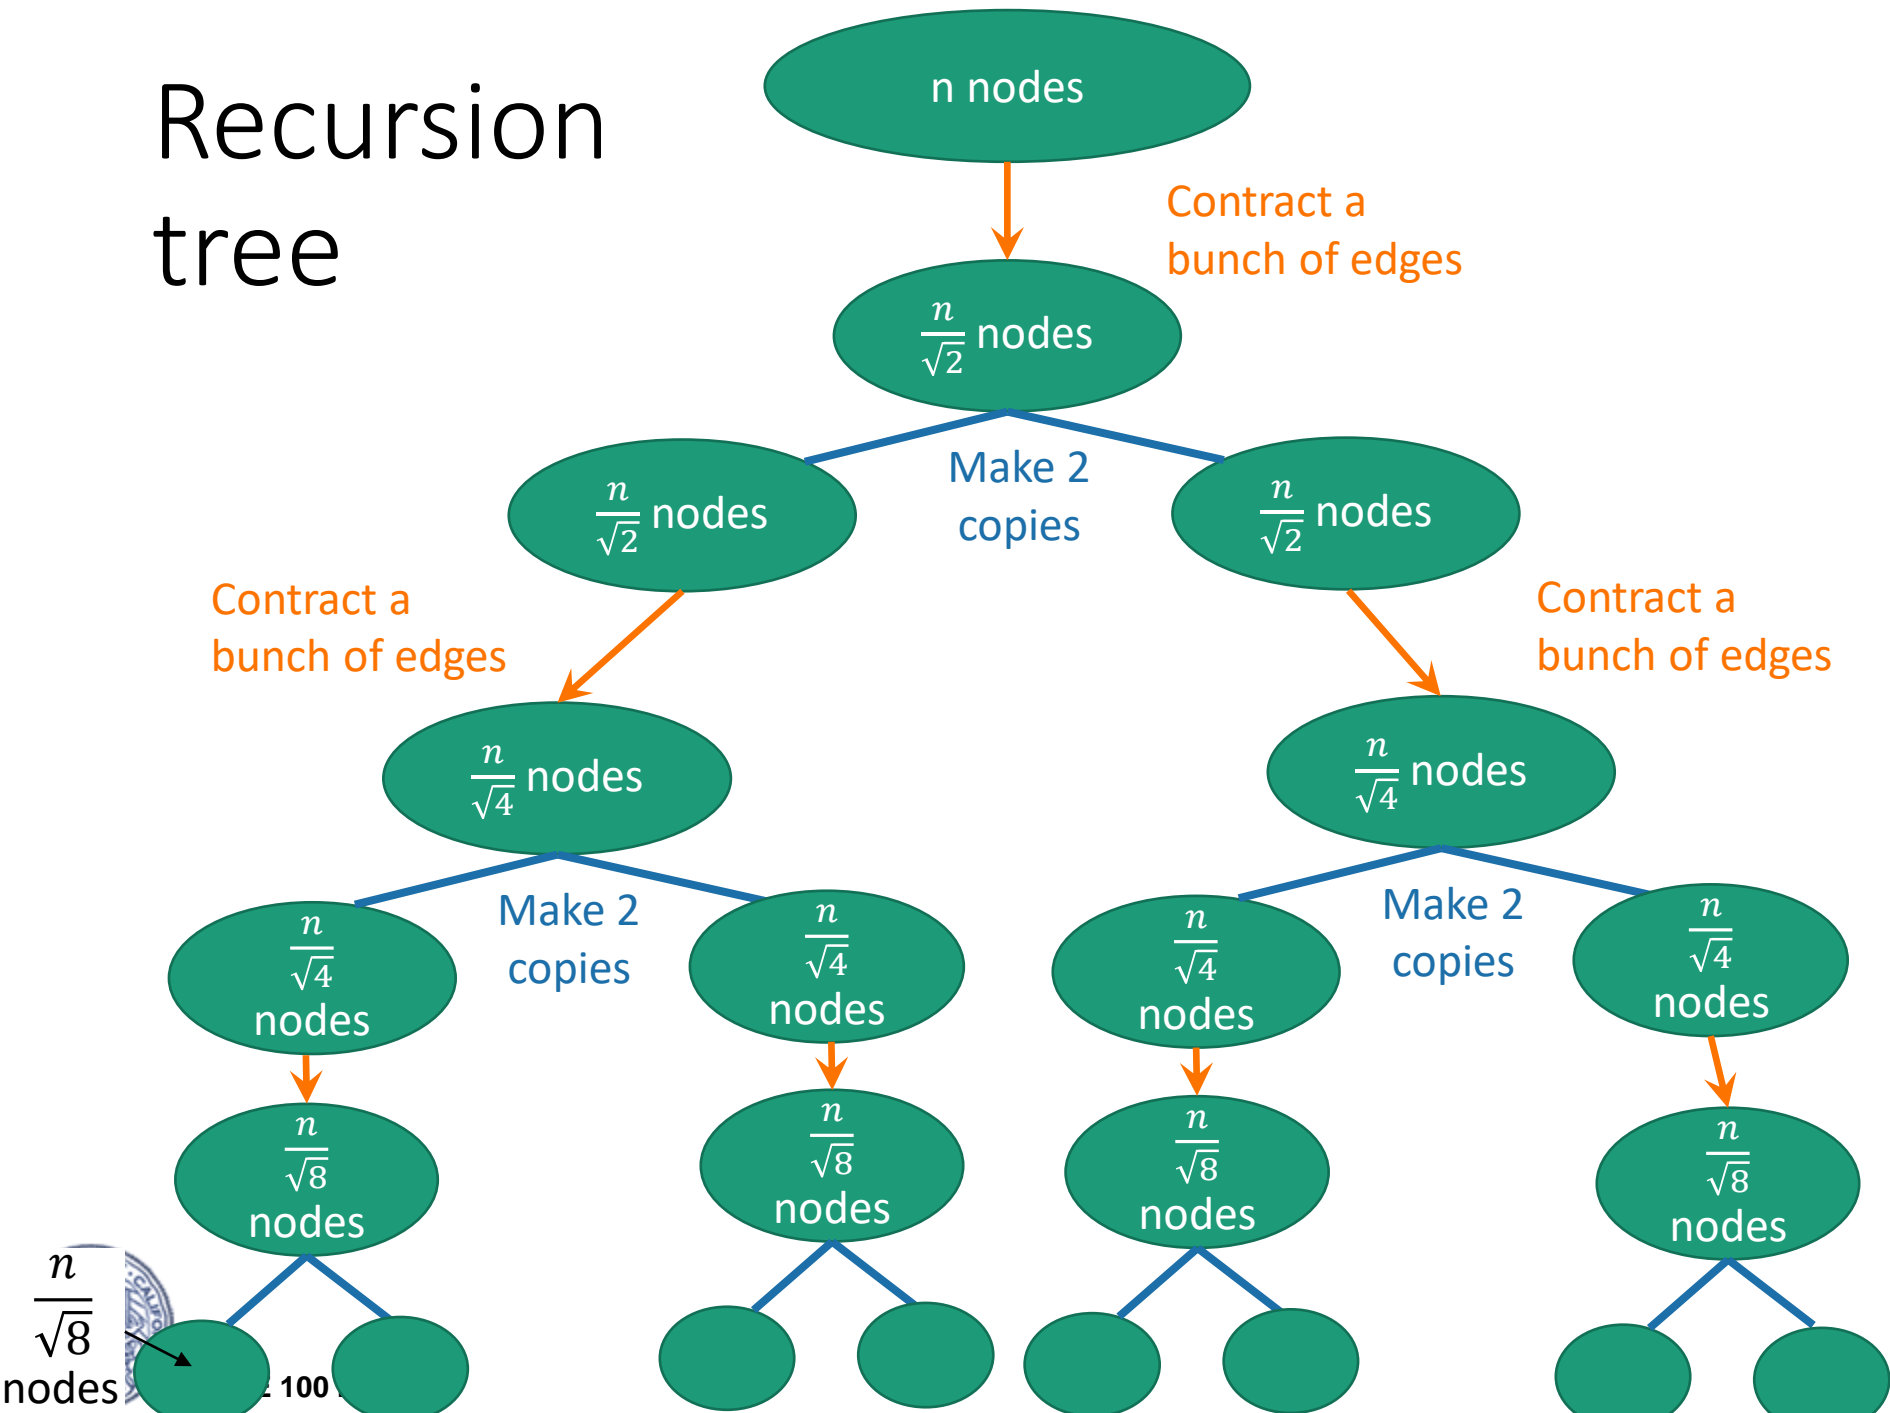 Recursion
tree
n nodes
Contract a
bunch of edges
n/√2 nodes
Make 2
copies
n/√2 nodes
n/√2 nodes
Contract a
bunch of edges
Contract a
bunch of edges
n/√4 nodes
n/√4 nodes
Make 2
copies
Make 2
copies
n/√4
nodes
n/√4
nodes
n/√4
nodes
n/√4
nodes
n/√8
nodes
n/√8
nodes
n/√8
nodes
n/√8
nodes
n/√8
nodes
100